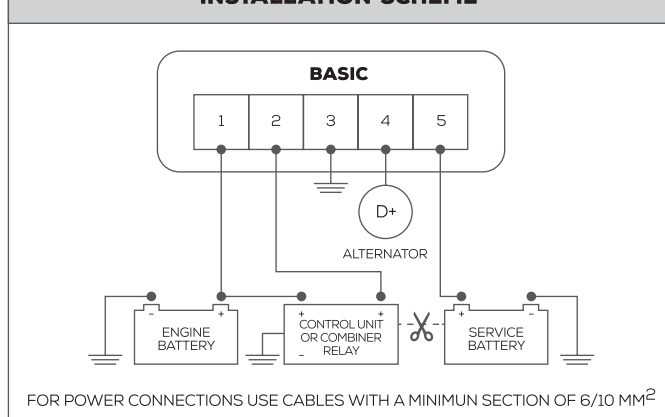 INSTALLATION SCHEME
BASIC
1 2 3 4 5
D+
ALTERNATOR
- +
ENGINE
BATTERY
+ +
CONTROL UNIT
OR COMBINER
RELAY
-
+ -
SERVICE
BATTERY
FOR POWER CONNECTIONS USE CABLES WITH A MINIMUN SECTION OF 6/10 MM2